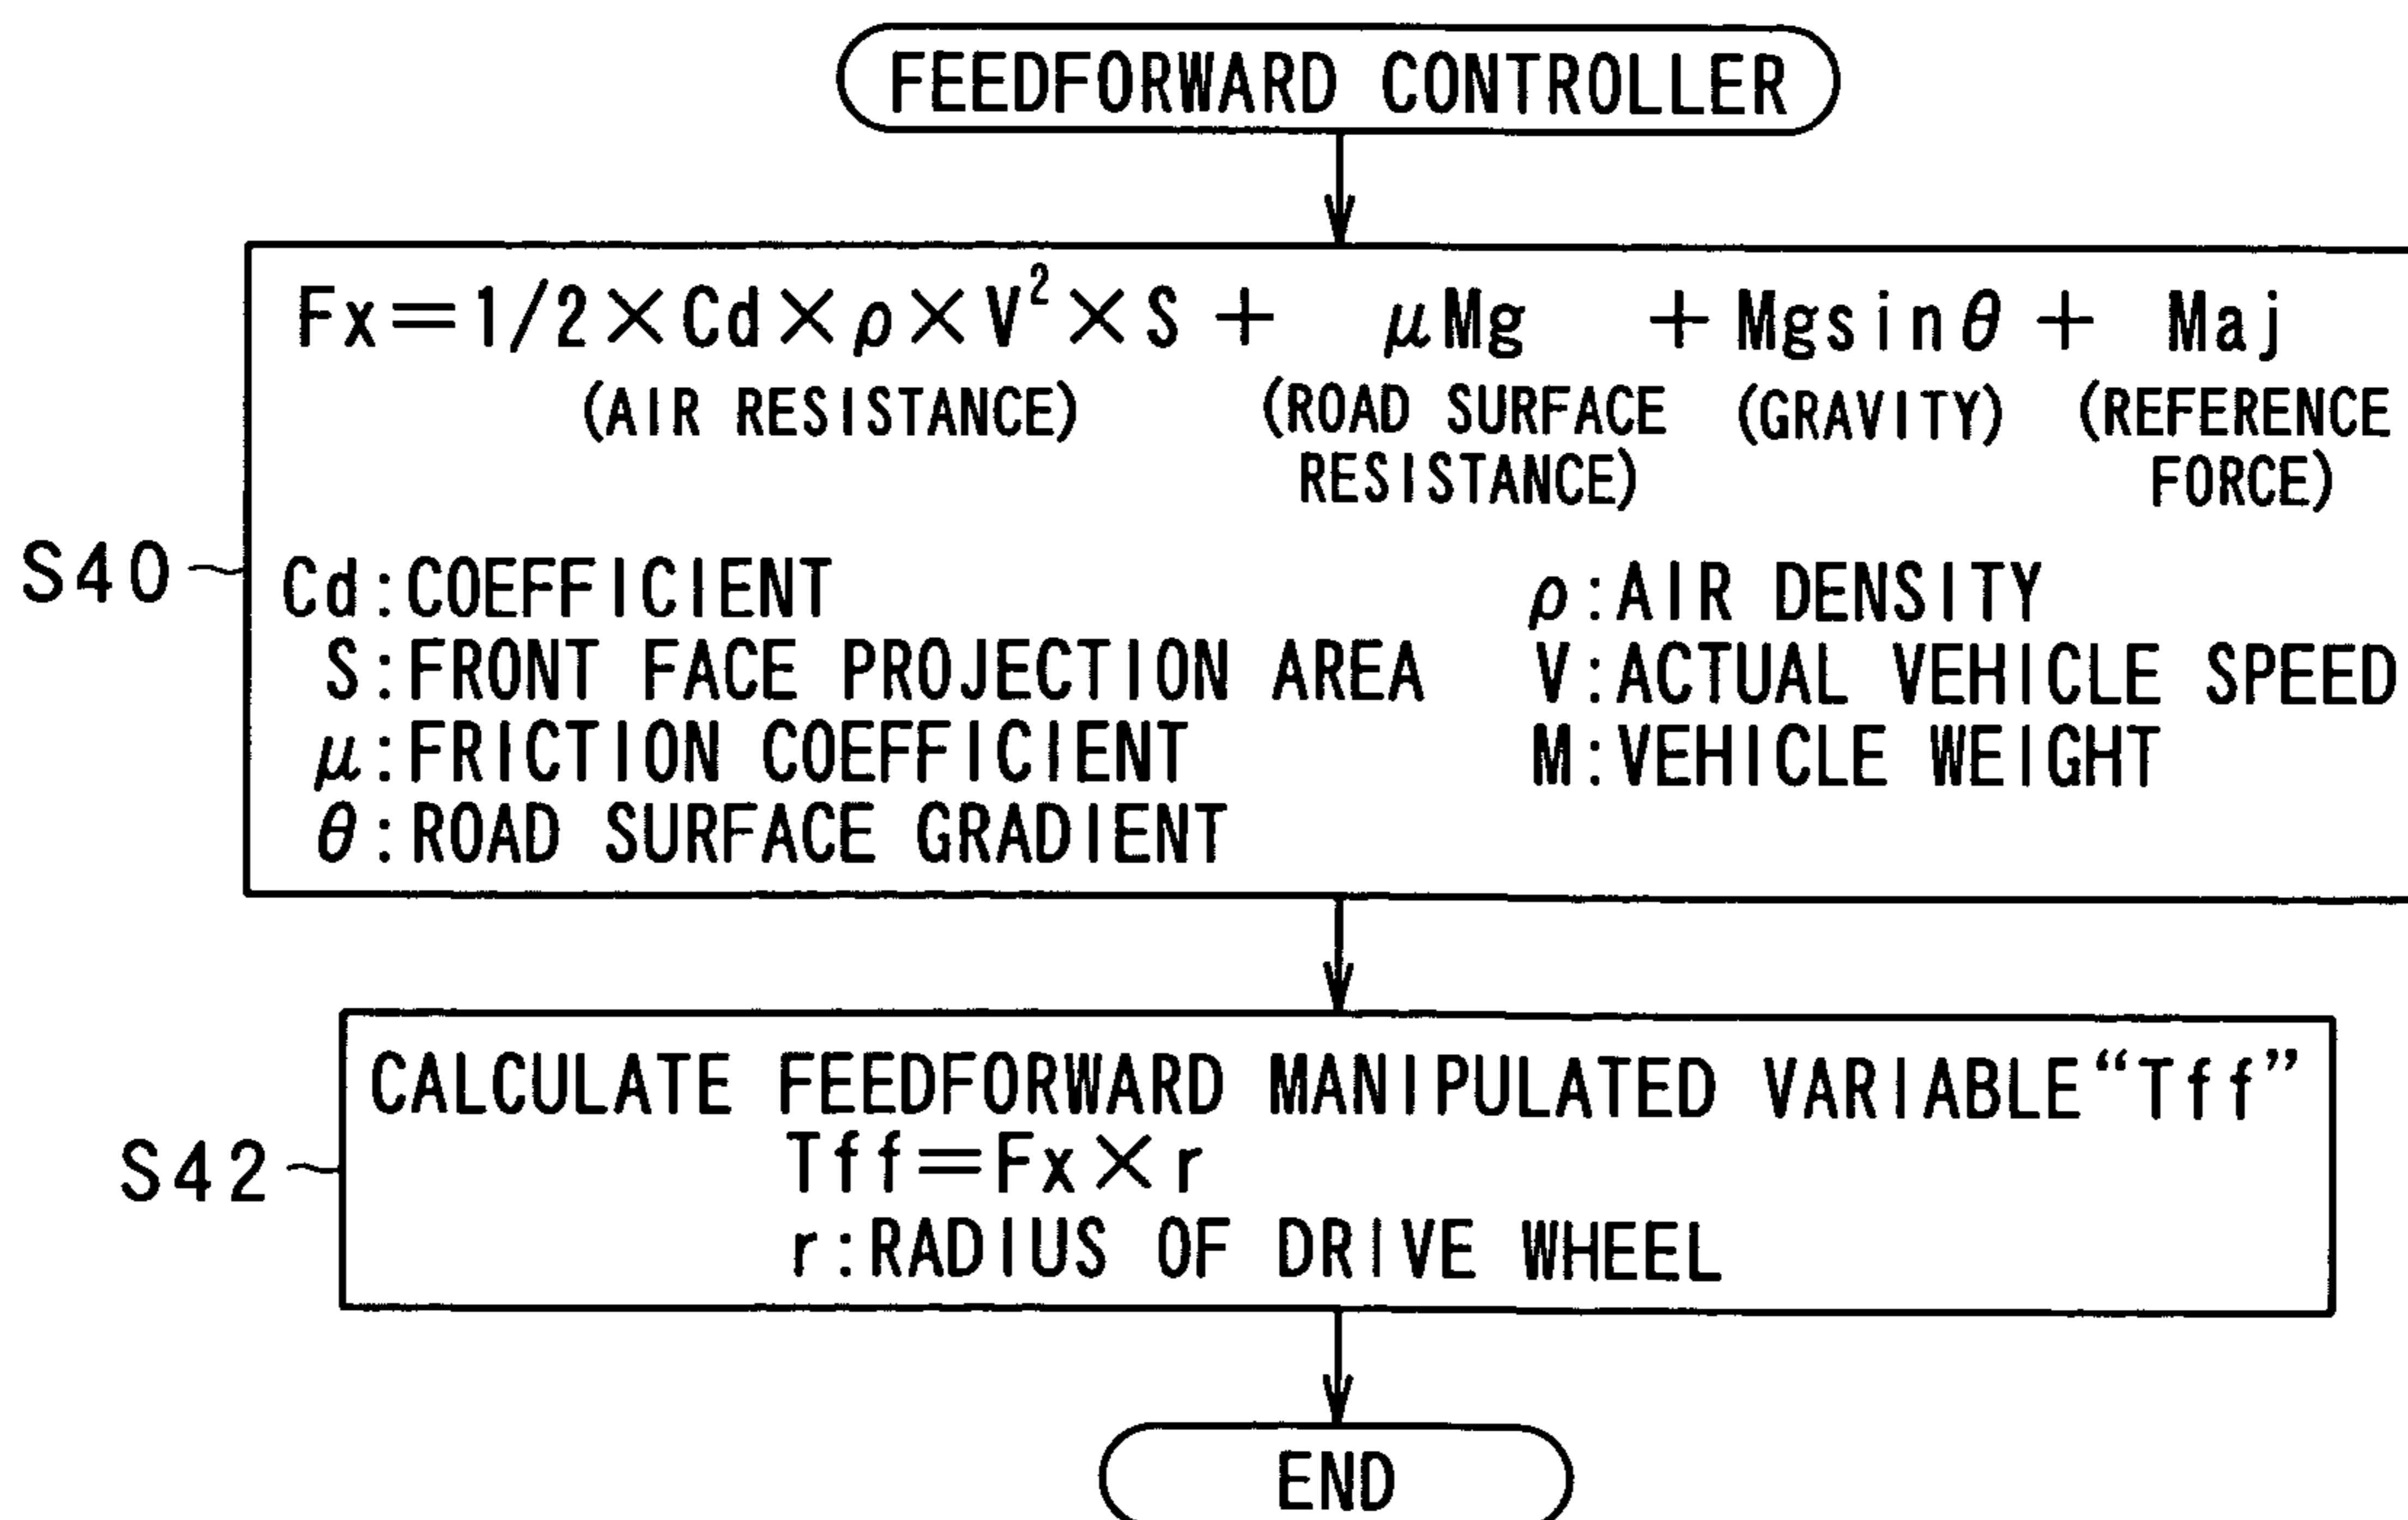 FEEDFORWARD CONTROLLER
Fx=1/2×Cd×ρ×V²×S + μMg + Mgsinθ + Maj
(AIR RESISTANCE) (ROAD SURFACE RESISTANCE) (GRAVITY) (REFERENCE FORCE)
S40
Cd:COEFFICIENT ρ:AIR DENSITY
S:FRONT FACE PROJECTION AREA V:ACTUAL VEHICLE SPEED
μ:FRICTION COEFFICIENT M:VEHICLE WEIGHT
θ:ROAD SURFACE GRADIENT
S42
CALCULATE FEEDFORWARD MANIPULATED VARIABLE “Tff”
Tff=Fx×r
r:RADIUS OF DRIVE WHEEL
END